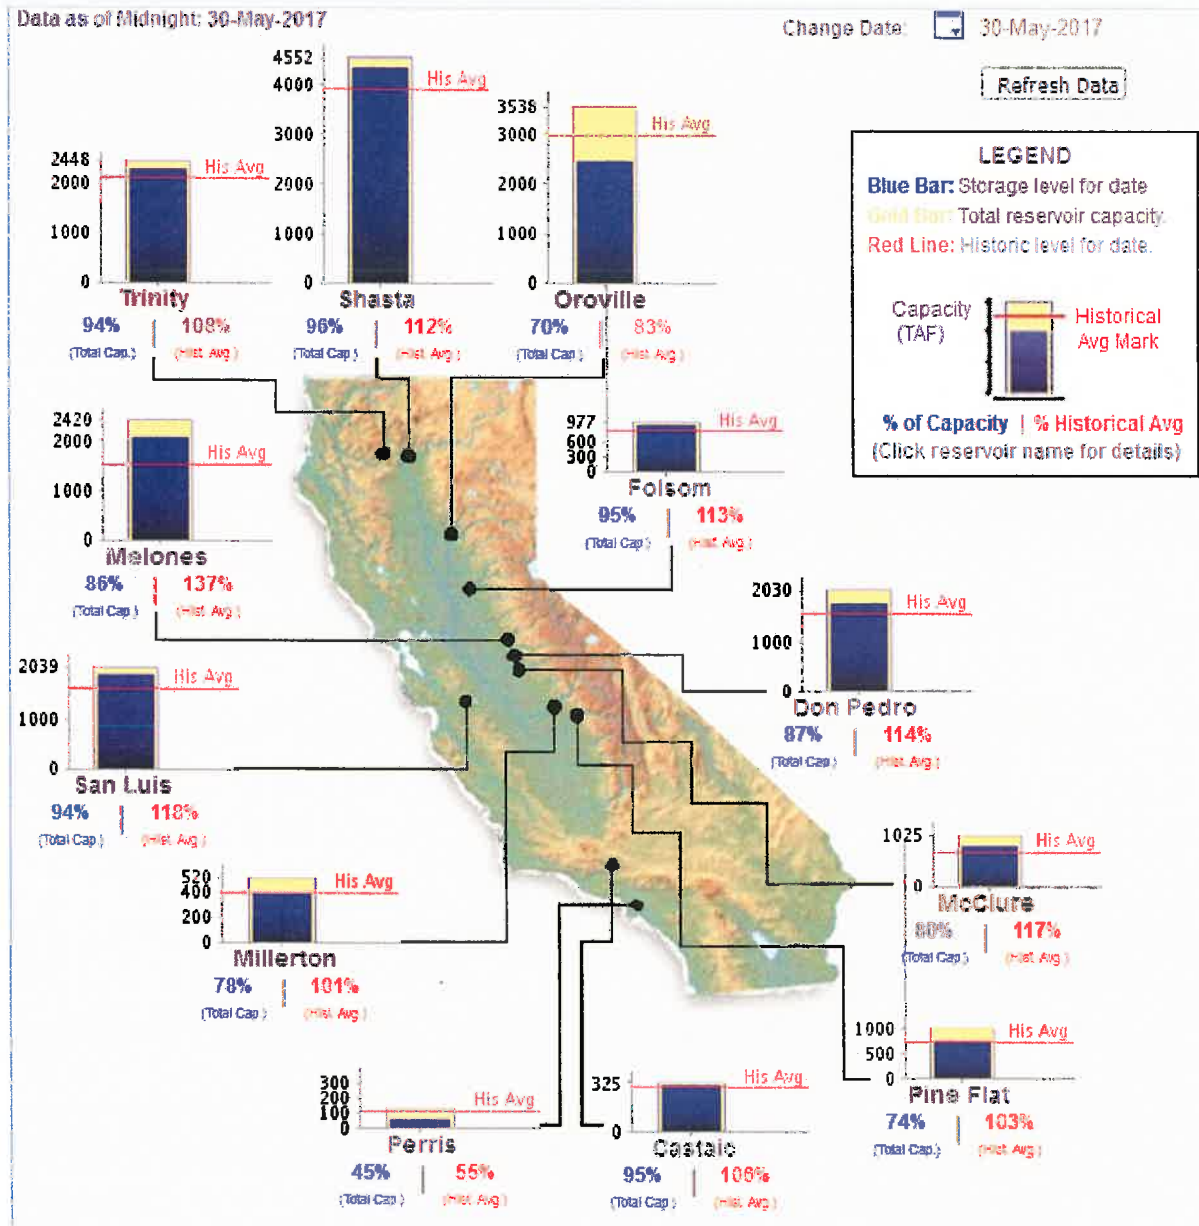 Data as of Midnight: 30-May-2017
Change Date: 30-May-2017
Refresh Data
4552
4000
3000
2000
1000
0
His Avg
Shasta
96% | 112%
(Total Cap.) (Hist. Avg.)
3538
3000
2000
1000
0
His Avg
Oroville
70% | 83%
(Total Cap.) (Hist. Avg.)
2448
2000
1000
0
His Avg
Trinity
94% | 108%
(Total Cap.) (Hist. Avg.)
LEGEND
Blue Bar: Storage level for date
Gold Bar: Total reservoir capacity.
Red Line: Historic level for date.
Capacity
(TAF)
Historical
Avg Mark
% of Capacity | % Historical Avg
(Click reservoir name for details)
2420
2000
1000
0
His Avg
Melones
86% | 137%
(Total Cap.) (Hist. Avg.)
977
600
300
0
His Avg
Folsom
95% | 113%
(Total Cap.) (Hist. Avg.)
2030
1000
0
His Avg
Don Pedro
87% | 114%
(Total Cap.) (Hist. Avg.)
2039
1000
0
His Avg
San Luis
94% | 118%
(Total Cap.) (Hist. Avg.)
1025
0
His Avg
McClure
80% | 117%
(Total Cap.) (Hist. Avg.)
520
400
200
0
His Avg
Millerton
78% | 101%
(Total Cap.) (Hist. Avg.)
1000
500
0
His Avg
Pine Flat
74% | 103%
(Total Cap.) (Hist. Avg.)
300
200
100
0
His Avg
Perris
45% | 55%
(Total Cap.) (Hist. Avg.)
325
0
His Avg
Castaic
95% | 106%
(Total Cap.) (Hist. Avg.)